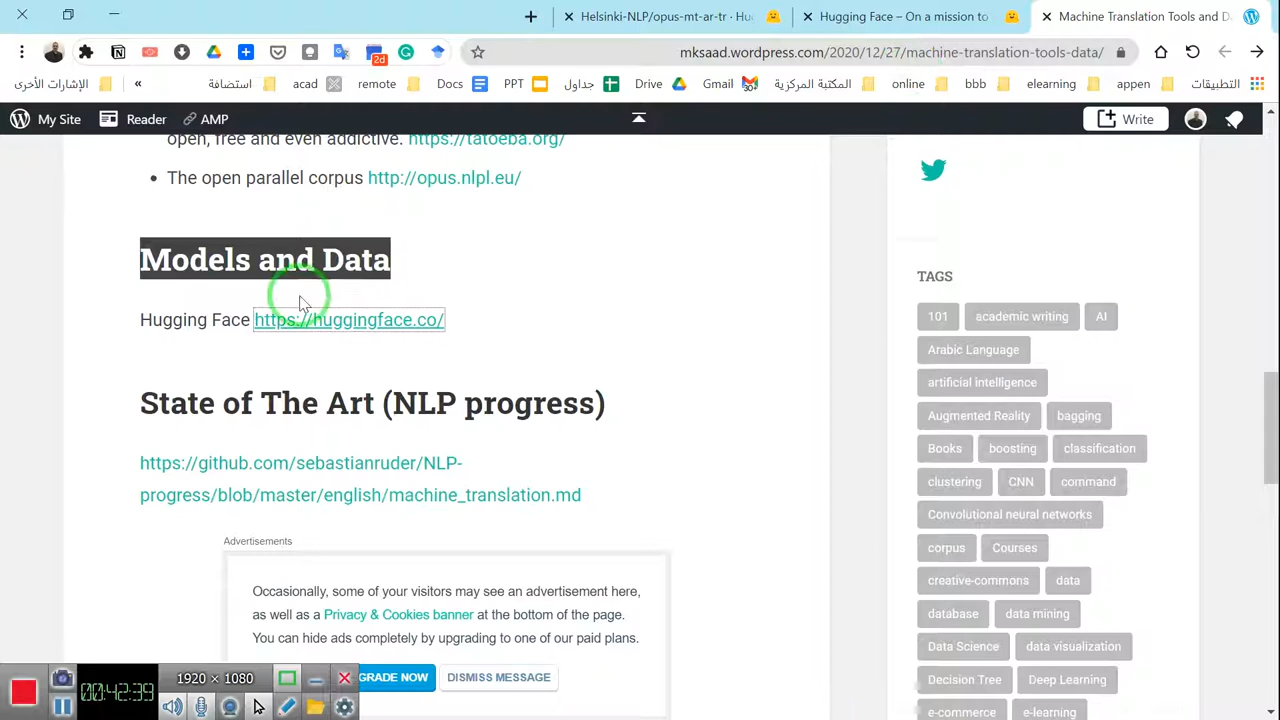 Helsinki-NLP/opus-mt-ar-tr · Hu
Hugging Face – On a mission to
Machine Translation Tools and D
mksaad.wordpress.com/2020/12/27/machine-translation-tools-data/
2d
الإشارات الأخرى
»
استضافة
acad
remote
Docs
PPT
جداول
Drive
Gmail
المكتبة المركزية
online
bbb
elearning
appen
التطبيقات
My Site
Reader
AMP
Write
open, free and even addictive. https://tatoeba.org/
• The open parallel corpus http://opus.nlpl.eu/
Models and Data
Hugging Face https://huggingface.co/
State of The Art (NLP progress)
https://github.com/sebastianruder/NLP-
progress/blob/master/english/machine_translation.md
Advertisements
Occasionally, some of your visitors may see an advertisement here,
as well as a Privacy & Cookies banner at the bottom of the page.
You can hide ads completely by upgrading to one of our paid plans.
GRADE NOW
DISMISS MESSAGE
TAGS
101
academic writing
AI
Arabic Language
artificial intelligence
Augmented Reality
bagging
Books
boosting
classification
clustering
CNN
command
Convolutional neural networks
corpus
Courses
creative-commons
data
database
data mining
Data Science
data visualization
Decision Tree
Deep Learning
e-commerce
e-learning
00:42:39
1920 × 1080